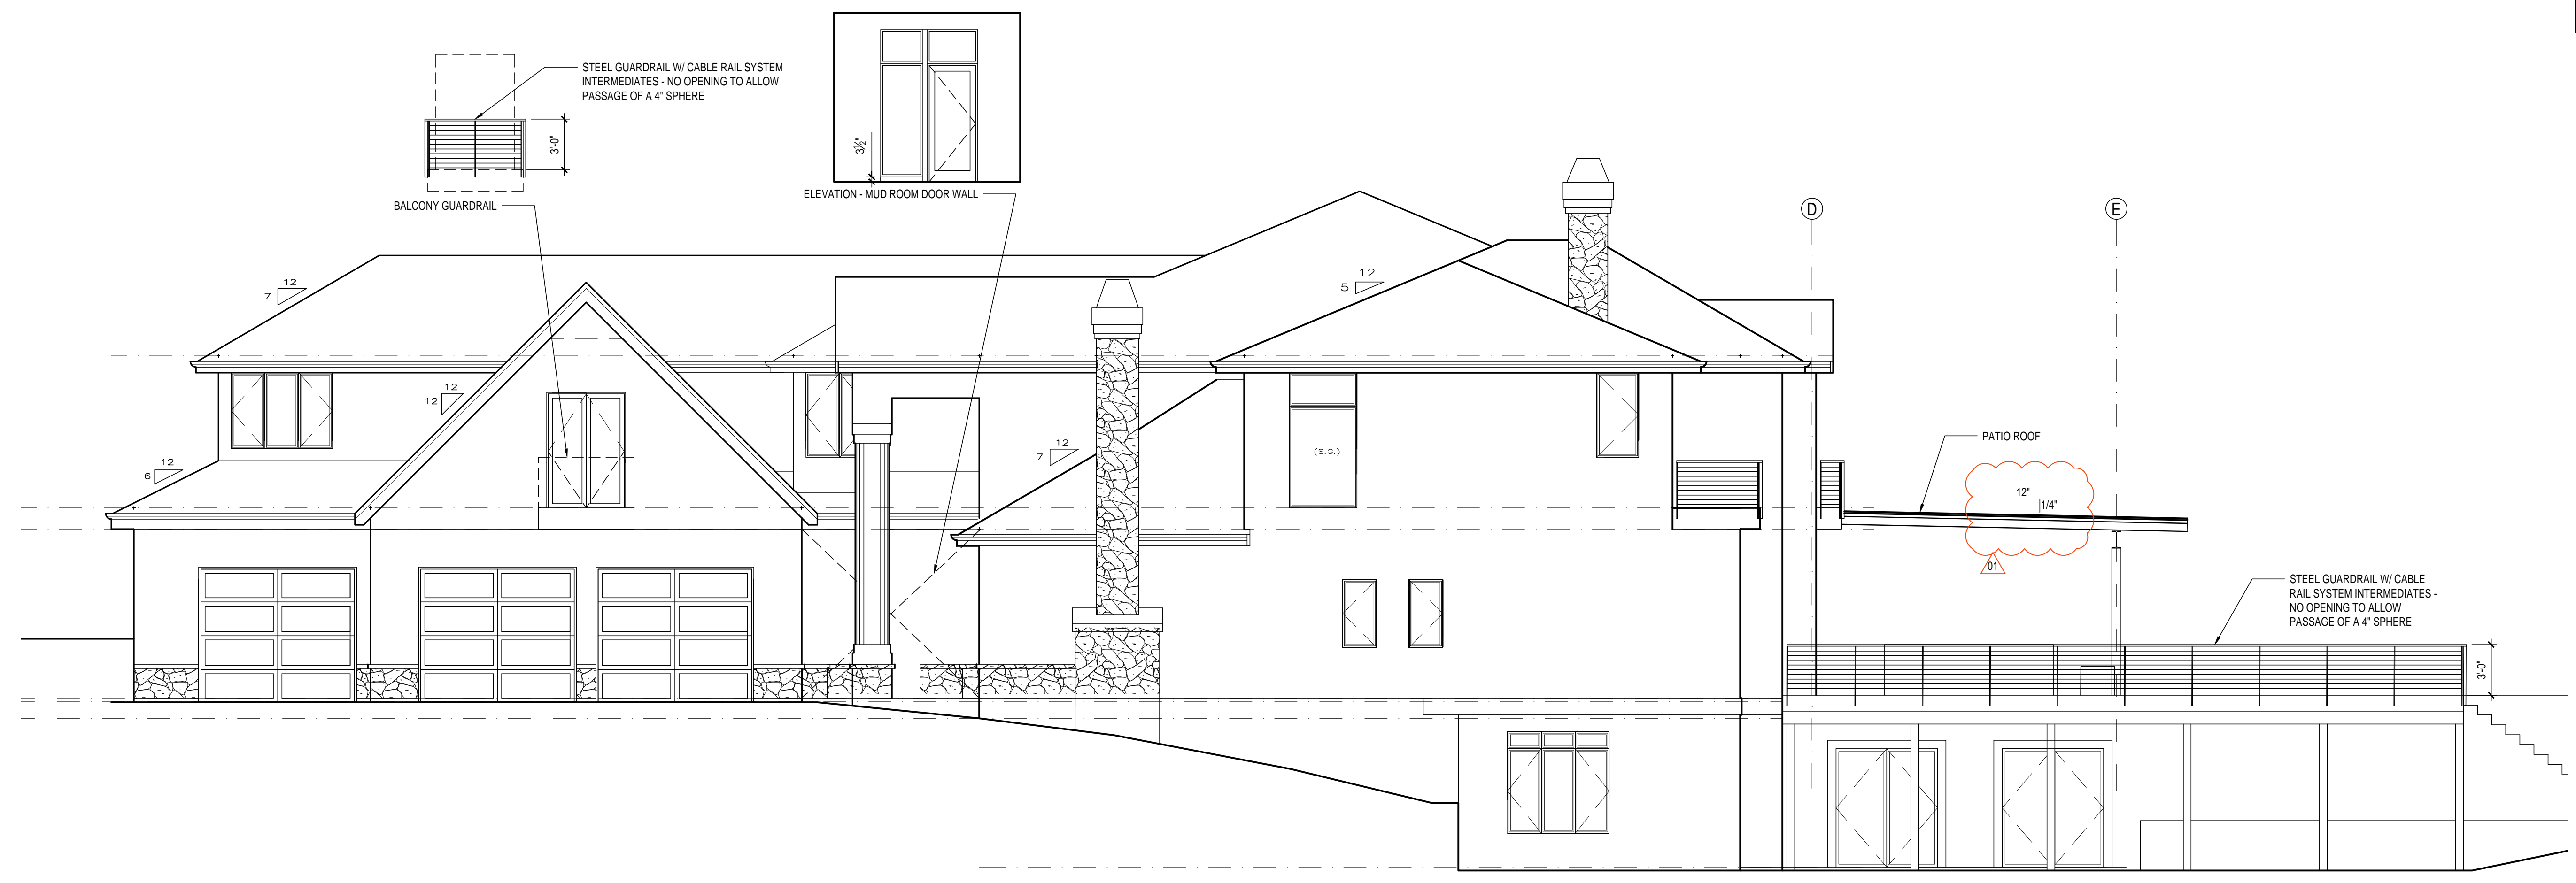 STEEL GUARDRAIL W/ CABLE RAIL SYSTEM
INTERMEDIATES - NO OPENING TO ALLOW
PASSAGE OF A 4" SPHERE
3'-0"
BALCONY GUARDRAIL
3½"
ELEVATION - MUD ROOM DOOR WALL
D
E
12
7
12
5
12
12
12
6
12
7
(S.G.)
PATIO ROOF
12"
1/4"
01
STEEL GUARDRAIL W/ CABLE
RAIL SYSTEM INTERMEDIATES -
NO OPENING TO ALLOW
PASSAGE OF A 4" SPHERE
3'-0"